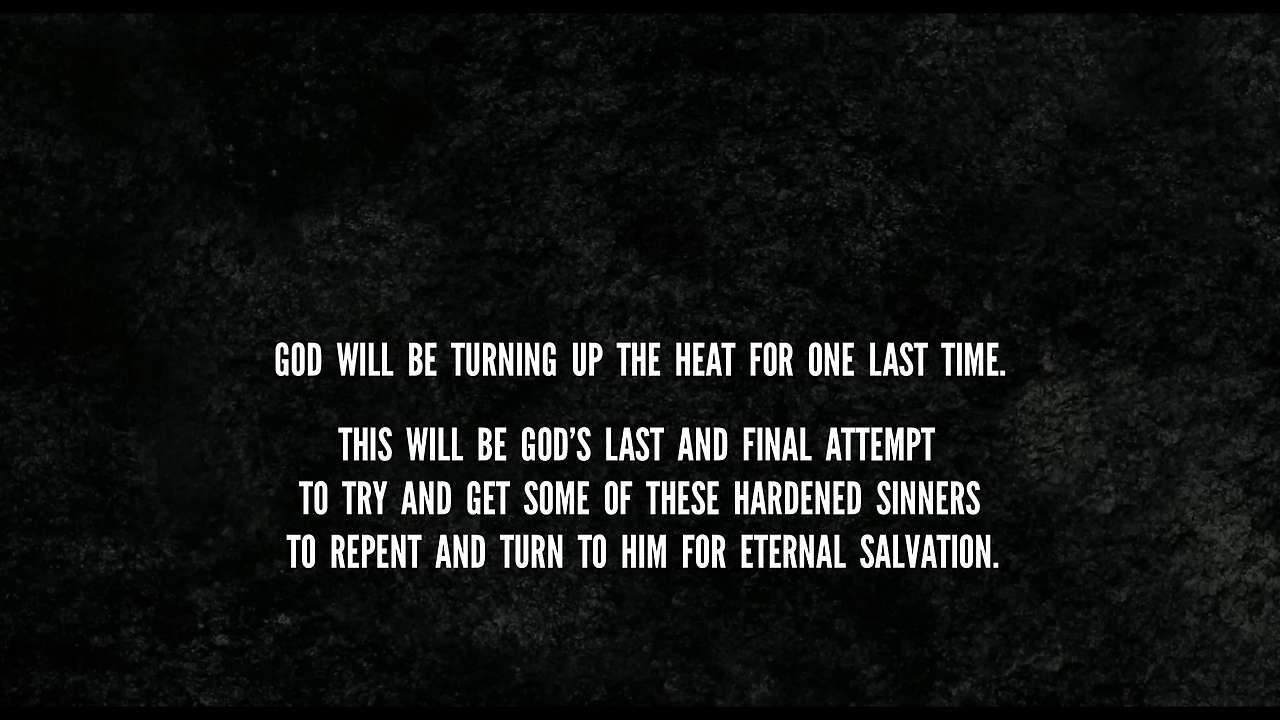 GOD WILL BE TURNING UP THE HEAT FOR ONE LAST TIME.
THIS WILL BE GOD'S LAST AND FINAL ATTEMPT
TO TRY AND GET SOME OF THESE HARDENED SINNERS
TO REPENT AND TURN TO HIM FOR ETERNAL SALVATION.